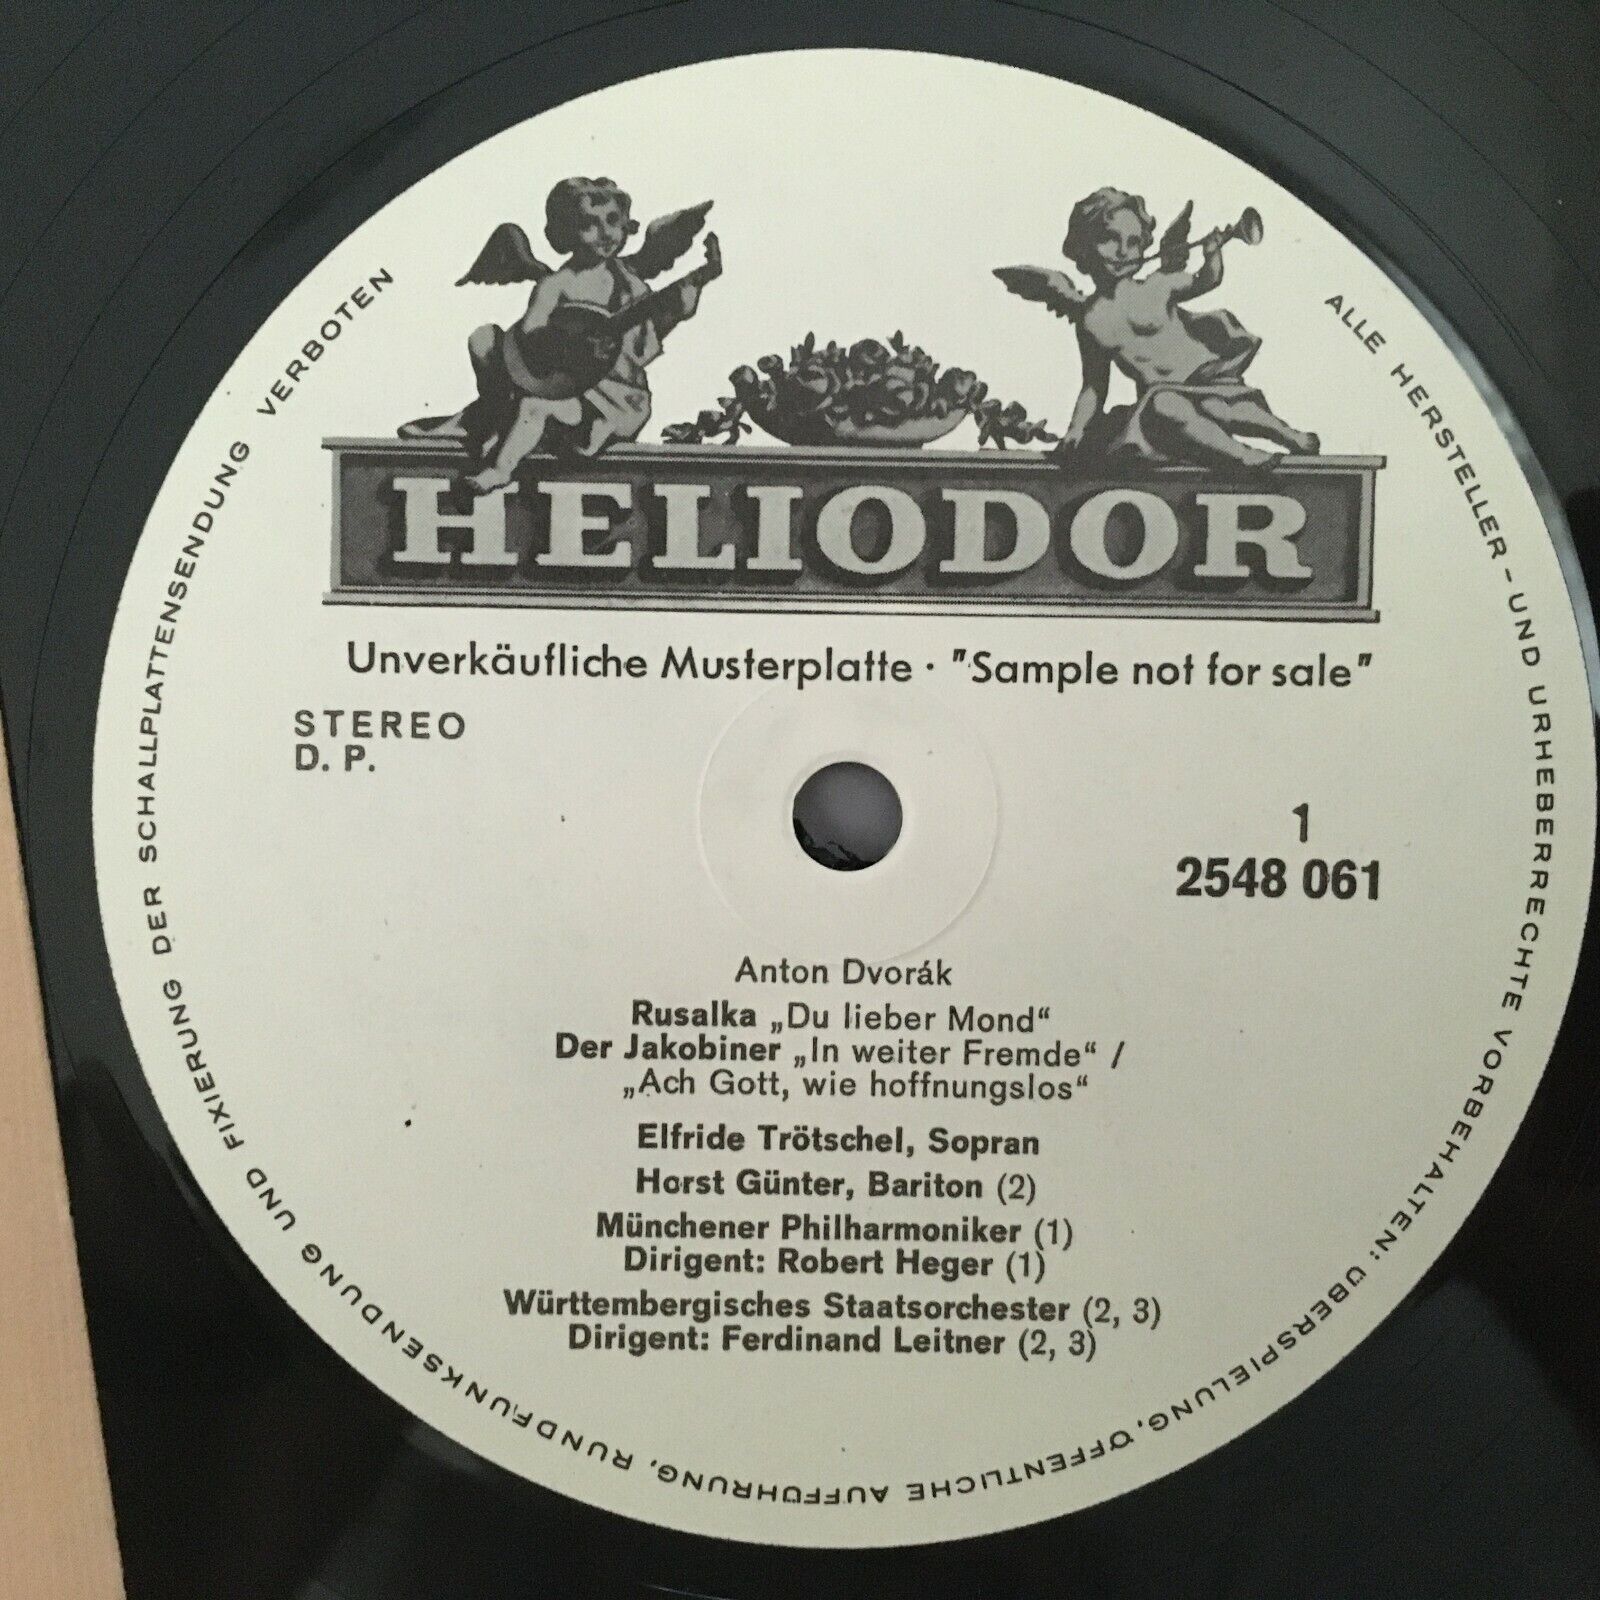 HELIODOR
Unverkäufliche Musterplatte · "Sample not for sale"
STEREO
D. P.
1
2548 061
Anton Dvorák
Rusalka „Du lieber Mond“
Der Jakobiner „In weiter Fremde“ /
„Ach Gott, wie hoffnungslos“
Elfride Trötschel, Sopran
Horst Günter, Bariton (2)
Münchener Philharmoniker (1)
Dirigent: Robert Heger (1)
Württembergisches Staatsorchester (2, 3)
Dirigent: Ferdinand Leitner (2, 3)
ALLE HERSTELLER-UND URHEBERRECHTE VORBEHALTEN: ÜBERSPIELUNG, ÖFFENTLICHE AUFFÜHRUNG, RUNDFUNKSENDUNG UND FIXIERUNG DER SCHALLPLATTENSENDUNG VERBOTEN